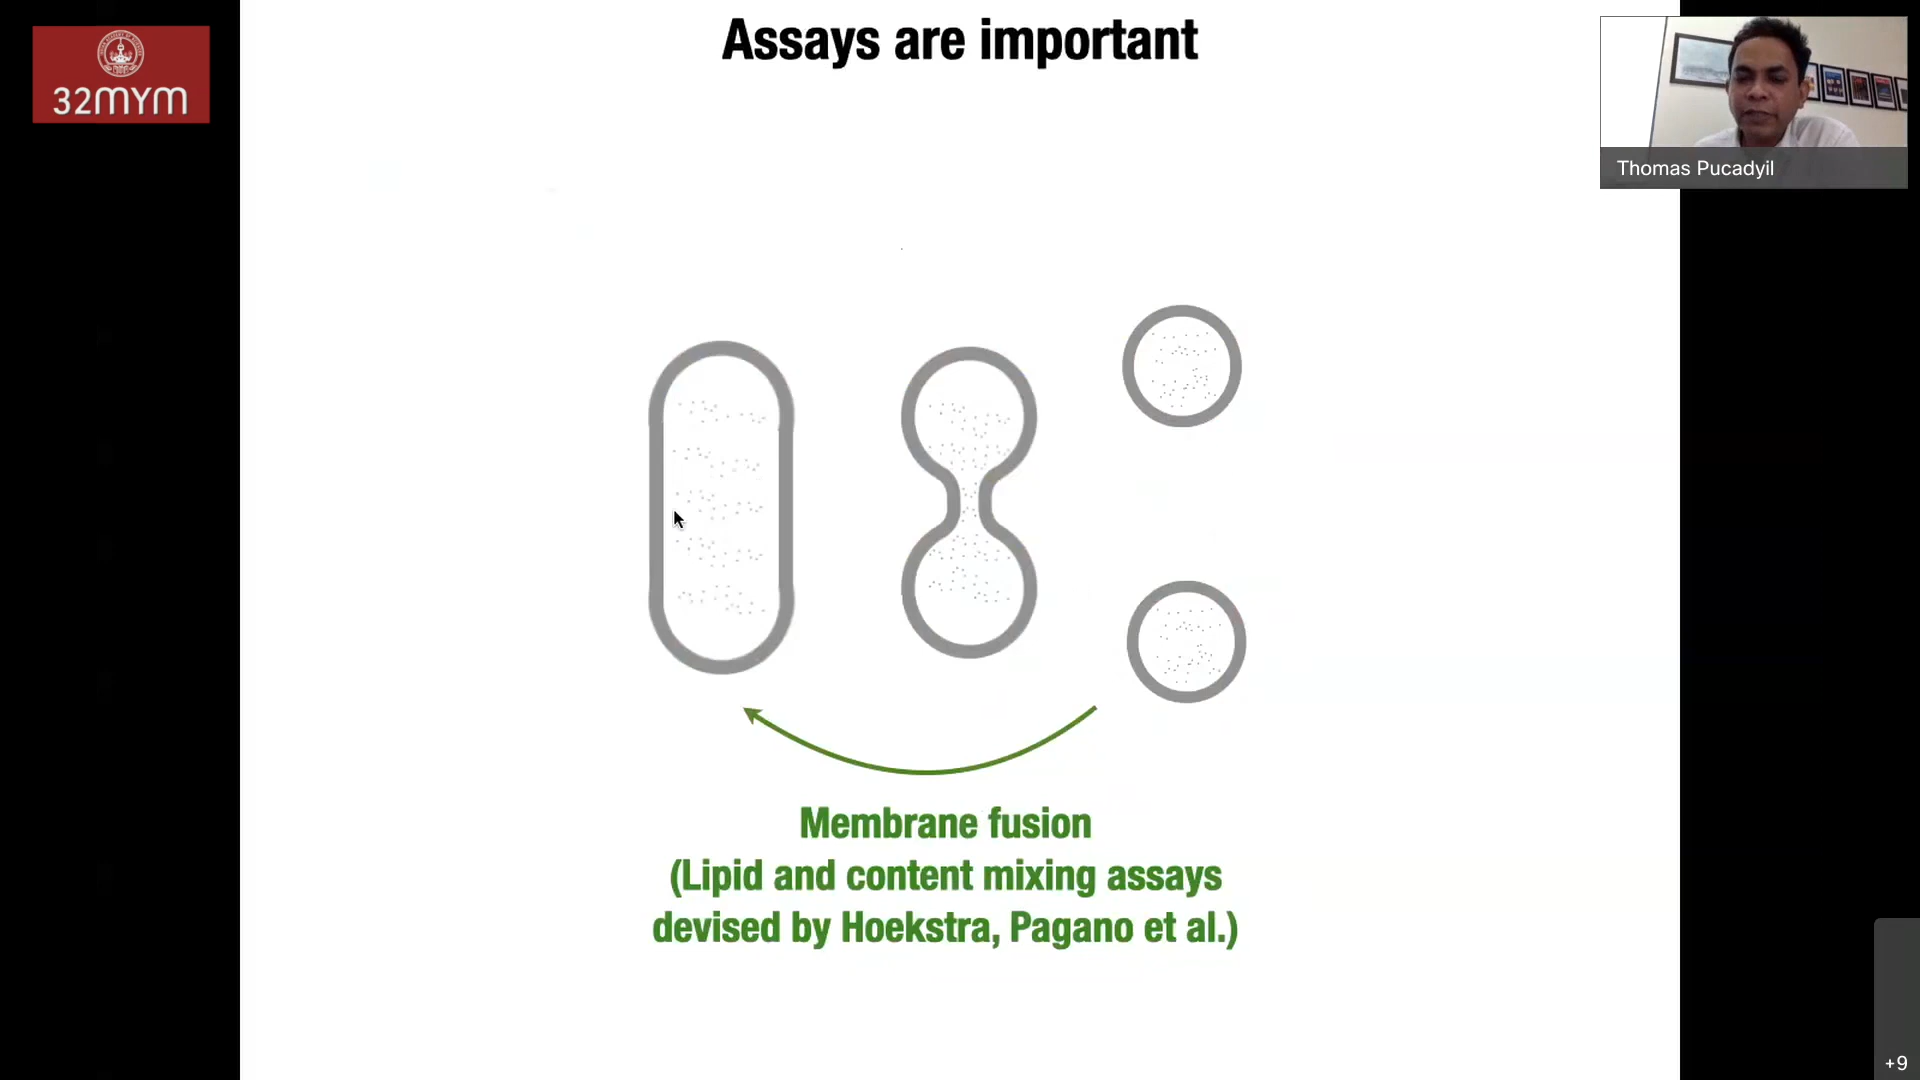 Assays are important
32MYM
Thomas Pucadyil
Membrane fusion
(Lipid and content mixing assays
devised by Hoekstra, Pagano et al.)
+9